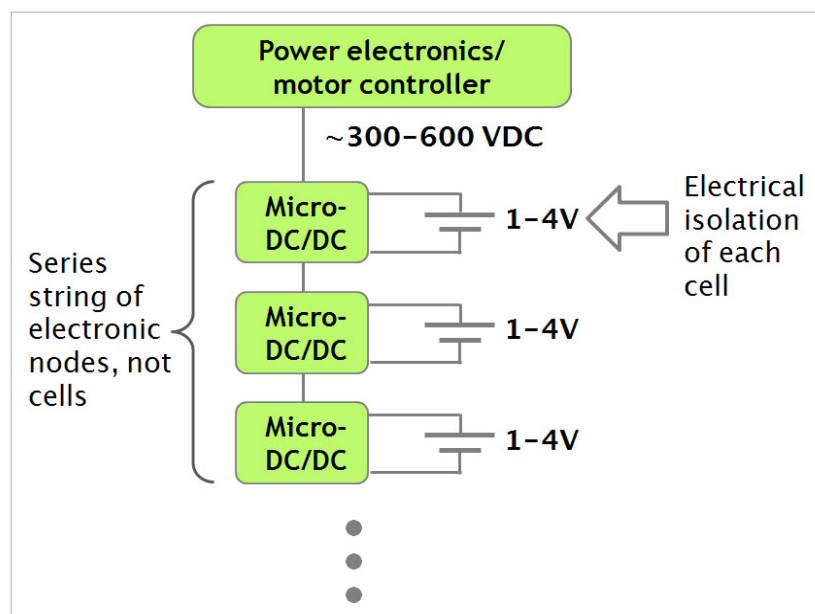 Power electronics/
motor controller
~300-600 VDC
Micro-
DC/DC
1-4V
Electrical
isolation
of each
cell
Series
string of
electronic
nodes, not
cells
Micro-
DC/DC
1-4V
Micro-
DC/DC
1-4V